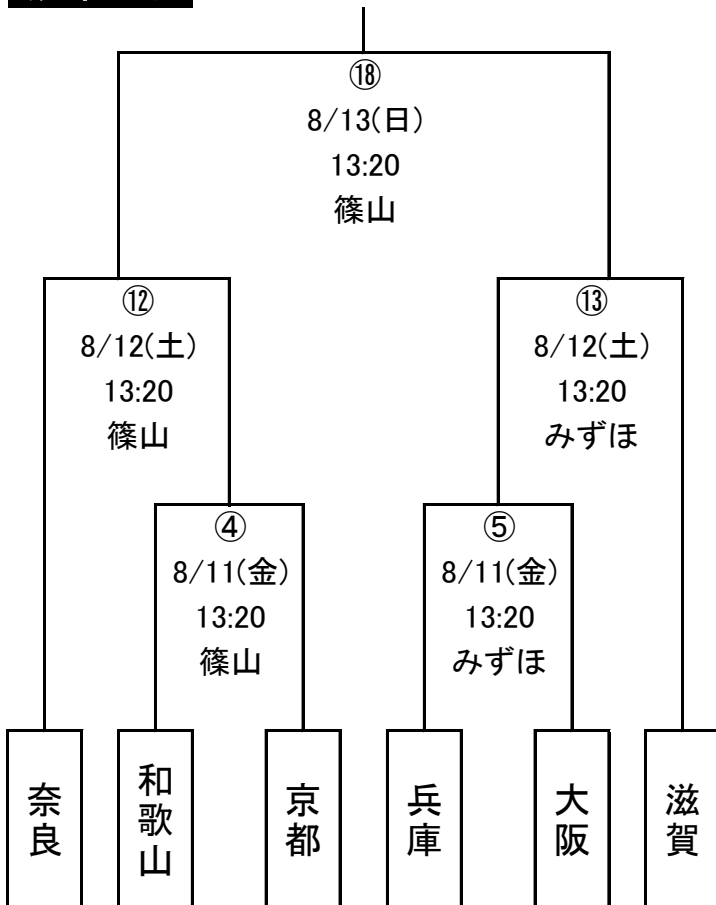 ⑱
8/13(日)
13:20
篠山
⑫
8/12(土)
13:20
篠山
⑬
8/12(土)
13:20
みずほ
④
8/11(金)
13:20
篠山
⑤
8/11(金)
13:20
みずほ
奈良
和歌山
京都
兵庫
大阪
滋賀